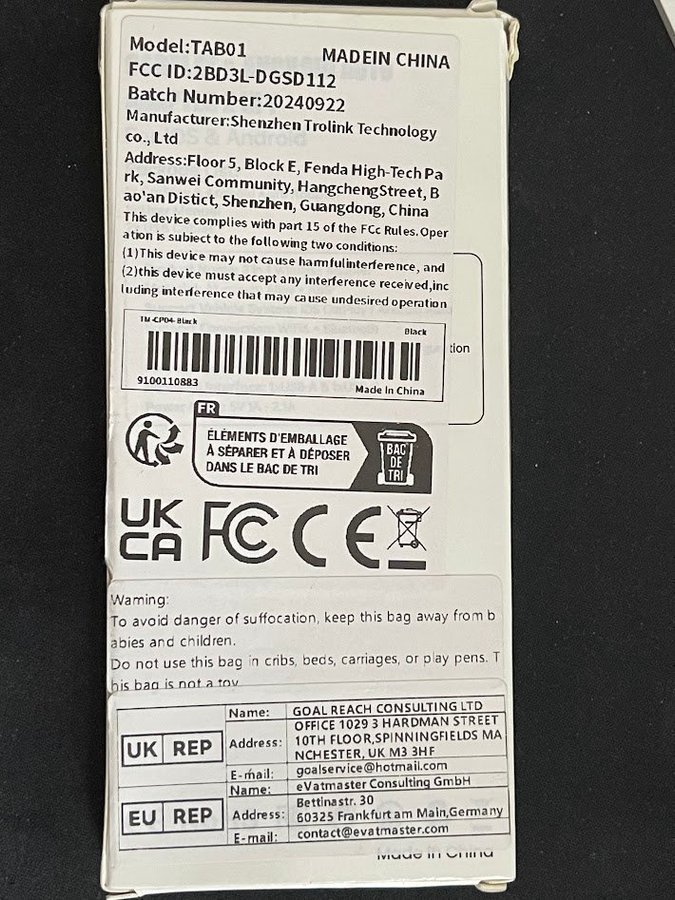 Model:TAB01
MADEIN CHINA
FCC ID:2BD3L-DGSD112
Batch Number:20240922
Manufacturer:Shenzhen Trolink Technology
co., Ltd
Address:Floor 5, Block E, Fenda High-Tech Pa
rk, Sanwei Community, HangchengStreet, B
ao'an Distict, Shenzhen, Guangdong, China
This device complies with part 15 of the FCc Rules. Oper
ation is subiect to the following two conditions:
(1)This device may not cause harmfulinterference, and
(2)this device must accept any interference received,inc
luding interference that may cause undesired operation
tion
TM-CP04-Black
Black
9100110883
Made In China
FR
ÉLÉMENTS D'EMBALLAGE
À SÉPARER ET À DÉPOSER
DANS LE BAC DE TRI
BAC
DE
TRI
UK
CA
FC CE
Warning:
To avoid danger of suffocation, keep this bag away from b
abies and children.
Do not use this bag in cribs, beds, carriages, or play pens. T
his bag is not a toy
UK REP
Name: GOAL REACH CONSULTING LTD
Address: OFFICE 1029 3 HARDMAN STREET
10TH FLOOR,SPINNINGFIELDS MA
NCHESTER, UK M3 3HF
E-mail: goalservice@hotmail.com
EU REP
Name: eVatmaster Consulting GmbH
Address: Bettinastr. 30
60325 Frankfurt am Main,Germany
E-mail: contact@evatmaster.com
Made In China